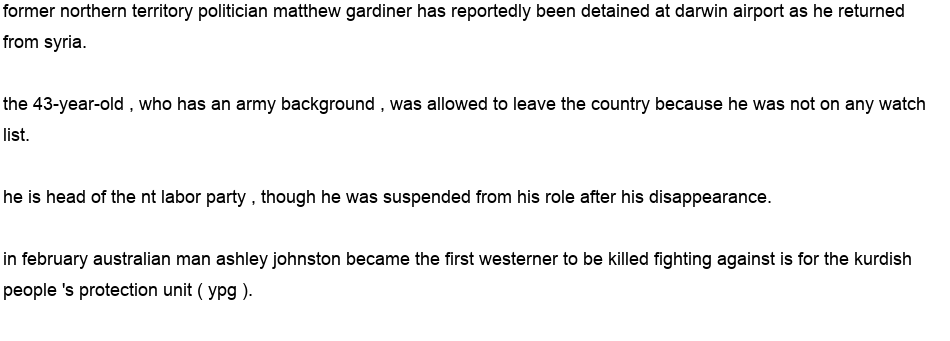 former northern territory politician matthew gardiner has reportedly been detained at darwin airport as he returned
from syria.
the 43-year-old , who has an army background , was allowed to leave the country because he was not on any watch
list.
he is head of the nt labor party , though he was suspended from his role after his disappearance.
in february australian man ashley johnston became the first westerner to be killed fighting against is for the kurdish
people 's protection unit ( ypg ).